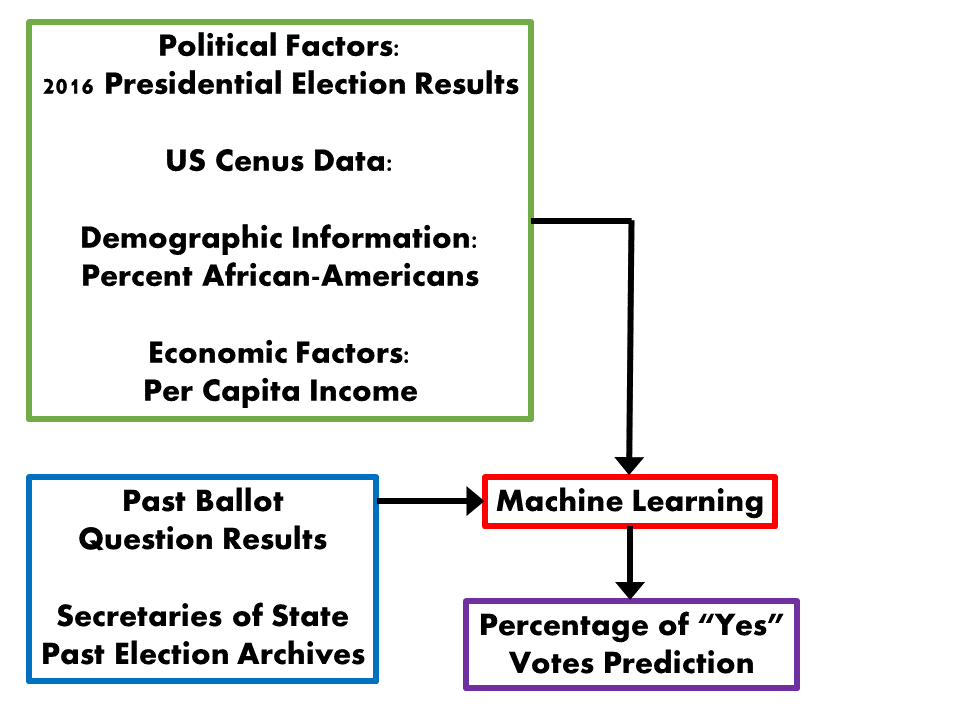 Political Factors:
2016 Presidential Election Results
US Cenus Data:
Demographic Information:
Percent African-Americans
Economic Factors:
Per Capita Income
Past Ballot
Question Results
Secretaries of State
Past Election Archives
Machine Learning
Percentage of “Yes”
Votes Prediction